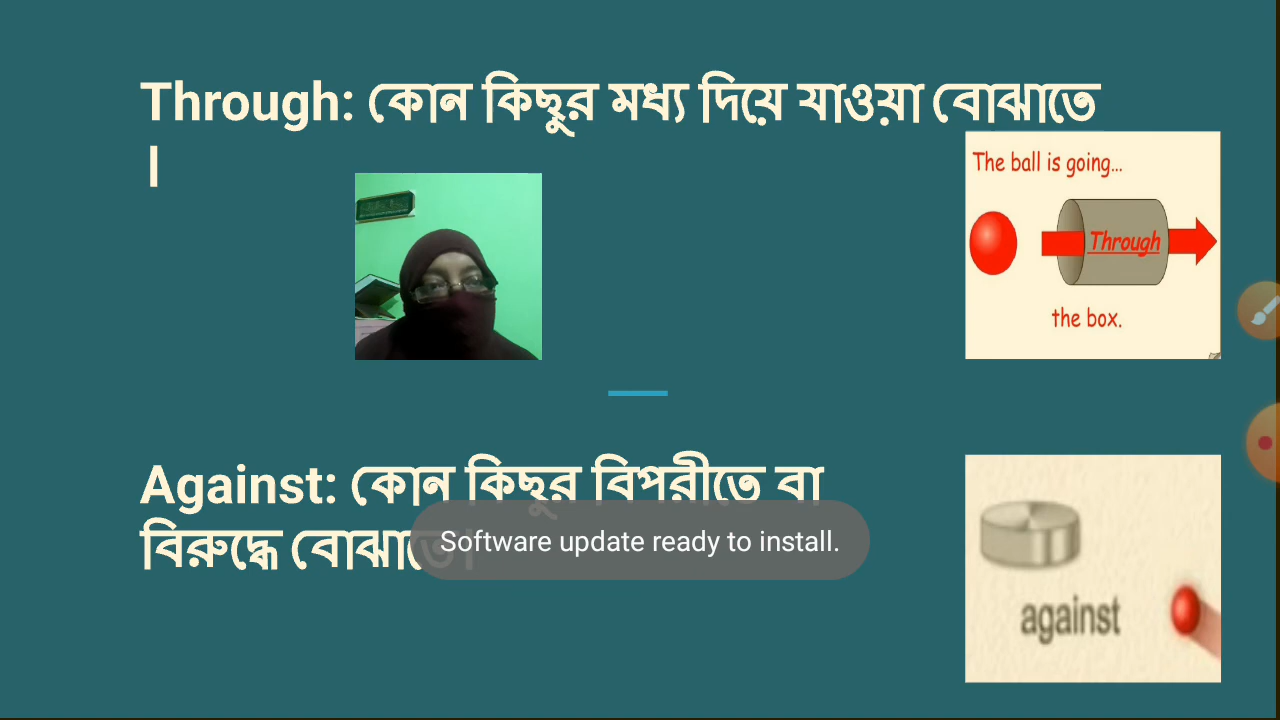 Through: কোন কিছুর মধ্য দিয়ে যাওয়া বোঝাতে
।
The ball is going...
Through
the box.
Against: কোন কিছুর বিপরীতে বা
বিরুদ্ধে বোঝাতে।
Software update ready to install.
against